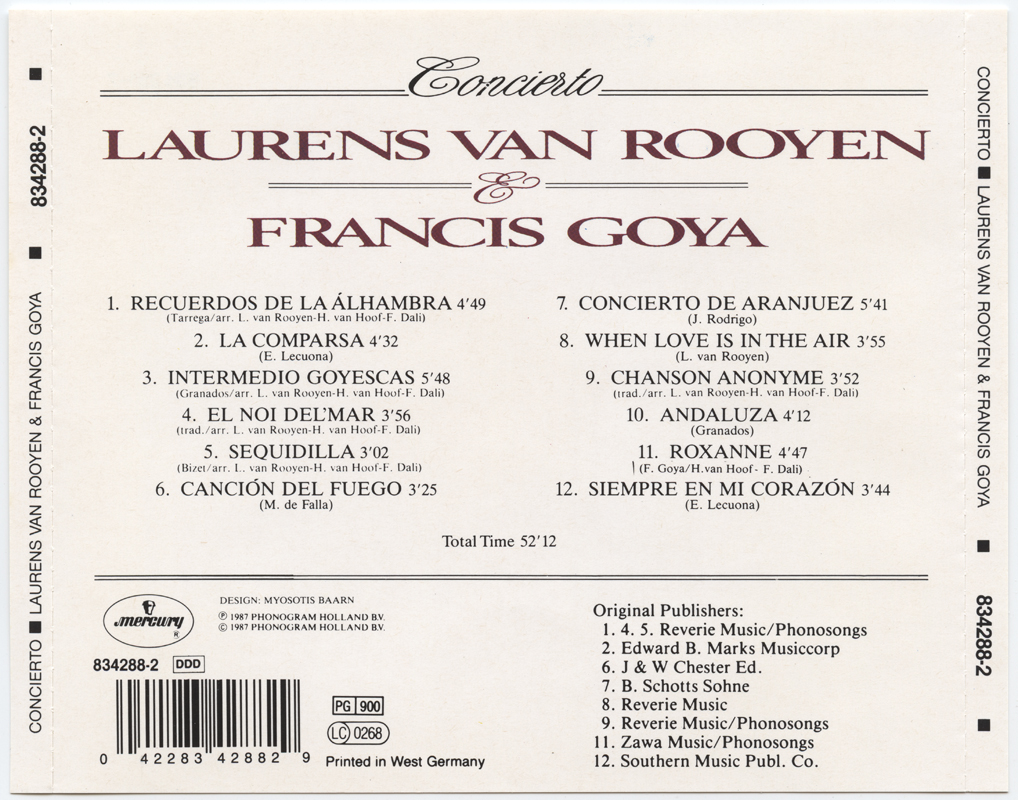 Concierto
LAURENS VAN ROOYEN
&
FRANCIS GOYA
1. RECUERDOS DE LA ÁLHAMBRA 4'49
(Tarrega/arr. L. van Rooyen-H. van Hoof-F. Dali)
2. LA COMPARSA 4'32
(E. Lecuona)
3. INTERMEDIO GOYESCAS 5'48
(Granados/arr. L. van Rooyen-H. van Hoof-F. Dali)
4. EL NOI DEL'MAR 3'56
(trad./arr. L. van Rooyen-H. van Hoof-F. Dali)
5. SEQUIDILLA 3'02
(Bizet/arr. L. van Rooyen-H. van Hoof-F. Dali)
6. CANCIÓN DEL FUEGO 3'25
(M. de Falla)
7. CONCIERTO DE ARANJUEZ 5'41
(J. Rodrigo)
8. WHEN LOVE IS IN THE AIR 3'55
(L. van Rooyen)
9. CHANSON ANONYME 3'52
(trad./arr. L. van Rooyen-H. van Hoof-F. Dali)
10. ANDALUZA 4'12
(Granados)
11. ROXANNE 4'47
(F. Goya/H.van Hoof - F. Dali)
12. SIEMPRE EN MI CORAZÓN 3'44
(E. Lecuona)
Total Time 52'12
mercury
R
DESIGN: MYOSOTIS BAARN
℗ 1987 PHONOGRAM HOLLAND B.V.
© 1987 PHONOGRAM HOLLAND B.V.
834288-2 DDD
0 42283 42882 9
PG 900
LC 0268
Printed in West Germany
Original Publishers:
1. 4. 5. Reverie Music/Phonosongs
2. Edward B. Marks Musiccorp
6. J & W Chester Ed.
7. B. Schotts Sohne
8. Reverie Music
9. Reverie Music/Phonosongs
11. Zawa Music/Phonosongs
12. Southern Music Publ. Co.
CONCIERTO ■ LAURENS VAN ROOYEN & FRANCIS GOYA ■ 834288-2 ■
CONCIERTO ■ LAURENS VAN ROOYEN & FRANCIS GOYA ■ 834288-2 ■